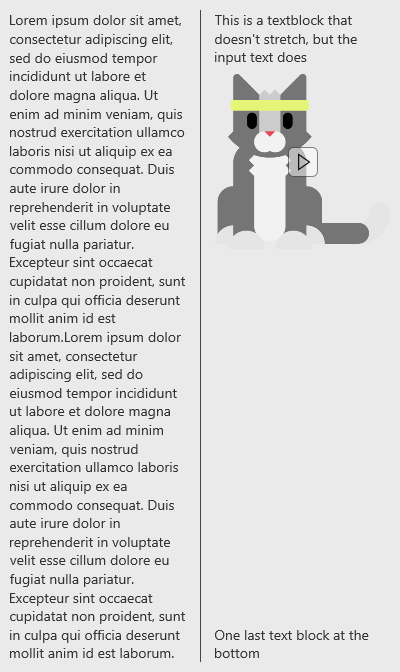 Lorem ipsum dolor sit amet,
consectetur adipiscing elit,
sed do eiusmod tempor
incididunt ut labore et
dolore magna aliqua. Ut
enim ad minim veniam, quis
nostrud exercitation ullamco
laboris nisi ut aliquip ex ea
commodo consequat. Duis
aute irure dolor in
reprehenderit in voluptate
velit esse cillum dolore eu
fugiat nulla pariatur.
Excepteur sint occaecat
cupidatat non proident, sunt
in culpa qui officia deserunt
mollit anim id est
laborum.Lorem ipsum dolor
sit amet, consectetur
adipiscing elit, sed do
eiusmod tempor incididunt
ut labore et dolore magna
aliqua. Ut enim ad minim
veniam, quis nostrud
exercitation ullamco laboris
nisi ut aliquip ex ea
commodo consequat. Duis
aute irure dolor in
reprehenderit in voluptate
velit esse cillum dolore eu
fugiat nulla pariatur.
Excepteur sint occaecat
cupidatat non proident, sunt
in culpa qui officia deserunt
mollit anim id est laborum.
This is a textblock that
doesn't stretch, but the
input text does
One last text block at the
bottom